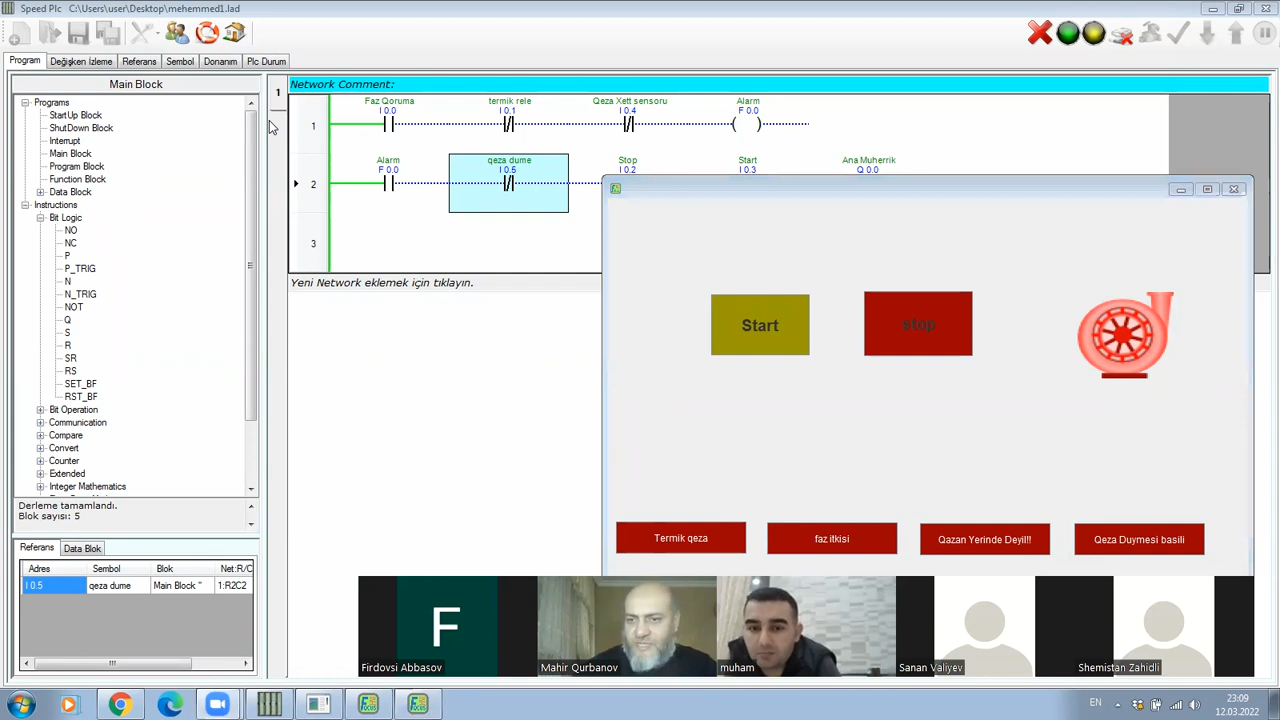 Speed Plc C:\Users\user\Desktop\mehemmed1.lad
Program Değişken İzleme Referans Sembol Donanım Plc Durum
Main Block
Programs
StartUp Block
ShutDown Block
Interrupt
Main Block
Program Block
Function Block
Data Block
Instructions
Bit Logic
NO
NC
P
P_TRIG
N
N_TRIG
NOT
Q
S
R
SR
RS
SET_BF
RST_BF
Bit Operation
Communication
Compare
Convert
Counter
Extended
Integer Mathematics
Derleme tamamlandı.
Blok sayısı: 5
Referans Data Blok
Adres Sembol Blok Net:R/C
I 0.5 qeza dume Main Block " 1:R2C2
1
Network Comment:
Faz Qoruma termik rele Qeza Xett sensoru Alarm
I 0.0 I 0.1 I 0.4 F 0.0
1
Alarm qeza dume Stop Start Ana Muherrik
F 0.0 I 0.5 I 0.2 I 0.3 Q 0.0
2
3
Yeni Network eklemek için tıklayın.
Start stop
Termik qeza faz itkisi Qazan Yerinde Deyil!! Qeza Duymesi basili
F
Firdovsi Abbasov Mahir Qurbanov muham Sanan Valiyev Shemistan Zahidli
EN
23:09
12.03.2022